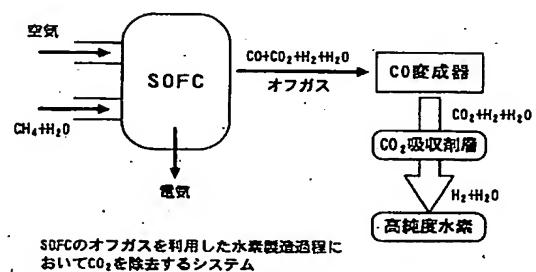 空気
SOFC
CH₄+H₂O
電気
CO+CO₂+H₂+H₂O
オフガス
CO変成器
CO₂+H₂+H₂O
CO₂吸収剤層
H₂+H₂O
高純度水素
SOFCのオフガスを利用した水素製造過程に
おいてCO₂を除去するシステム